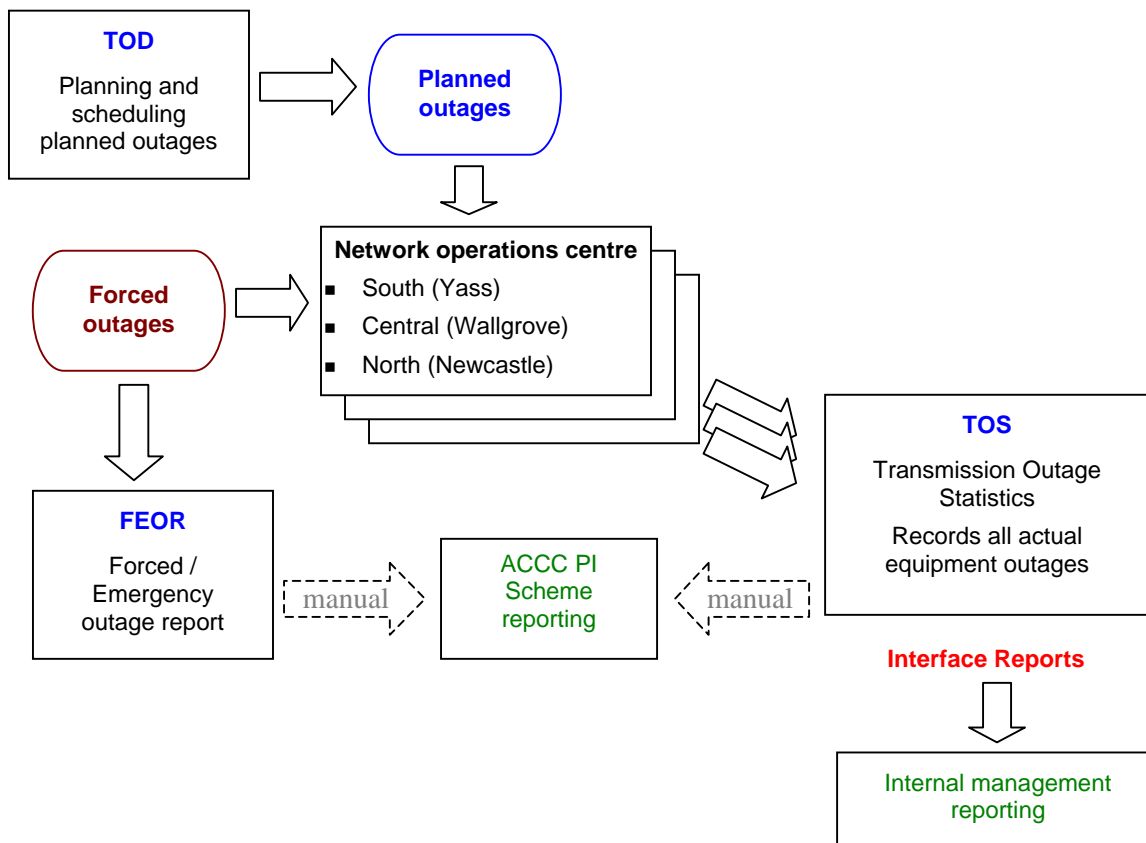 TOD
Planning and
scheduling
planned outages
Planned
outages
Network operations centre
■ South (Yass)
■ Central (Wallgrove)
■ North (Newcastle)
Forced
outages
TOS
Transmission Outage
Statistics
Records all actual
equipment outages
FEOR
Forced /
Emergency
outage report
manual
ACCC PI
Scheme
reporting
manual
Interface Reports
Internal management
reporting